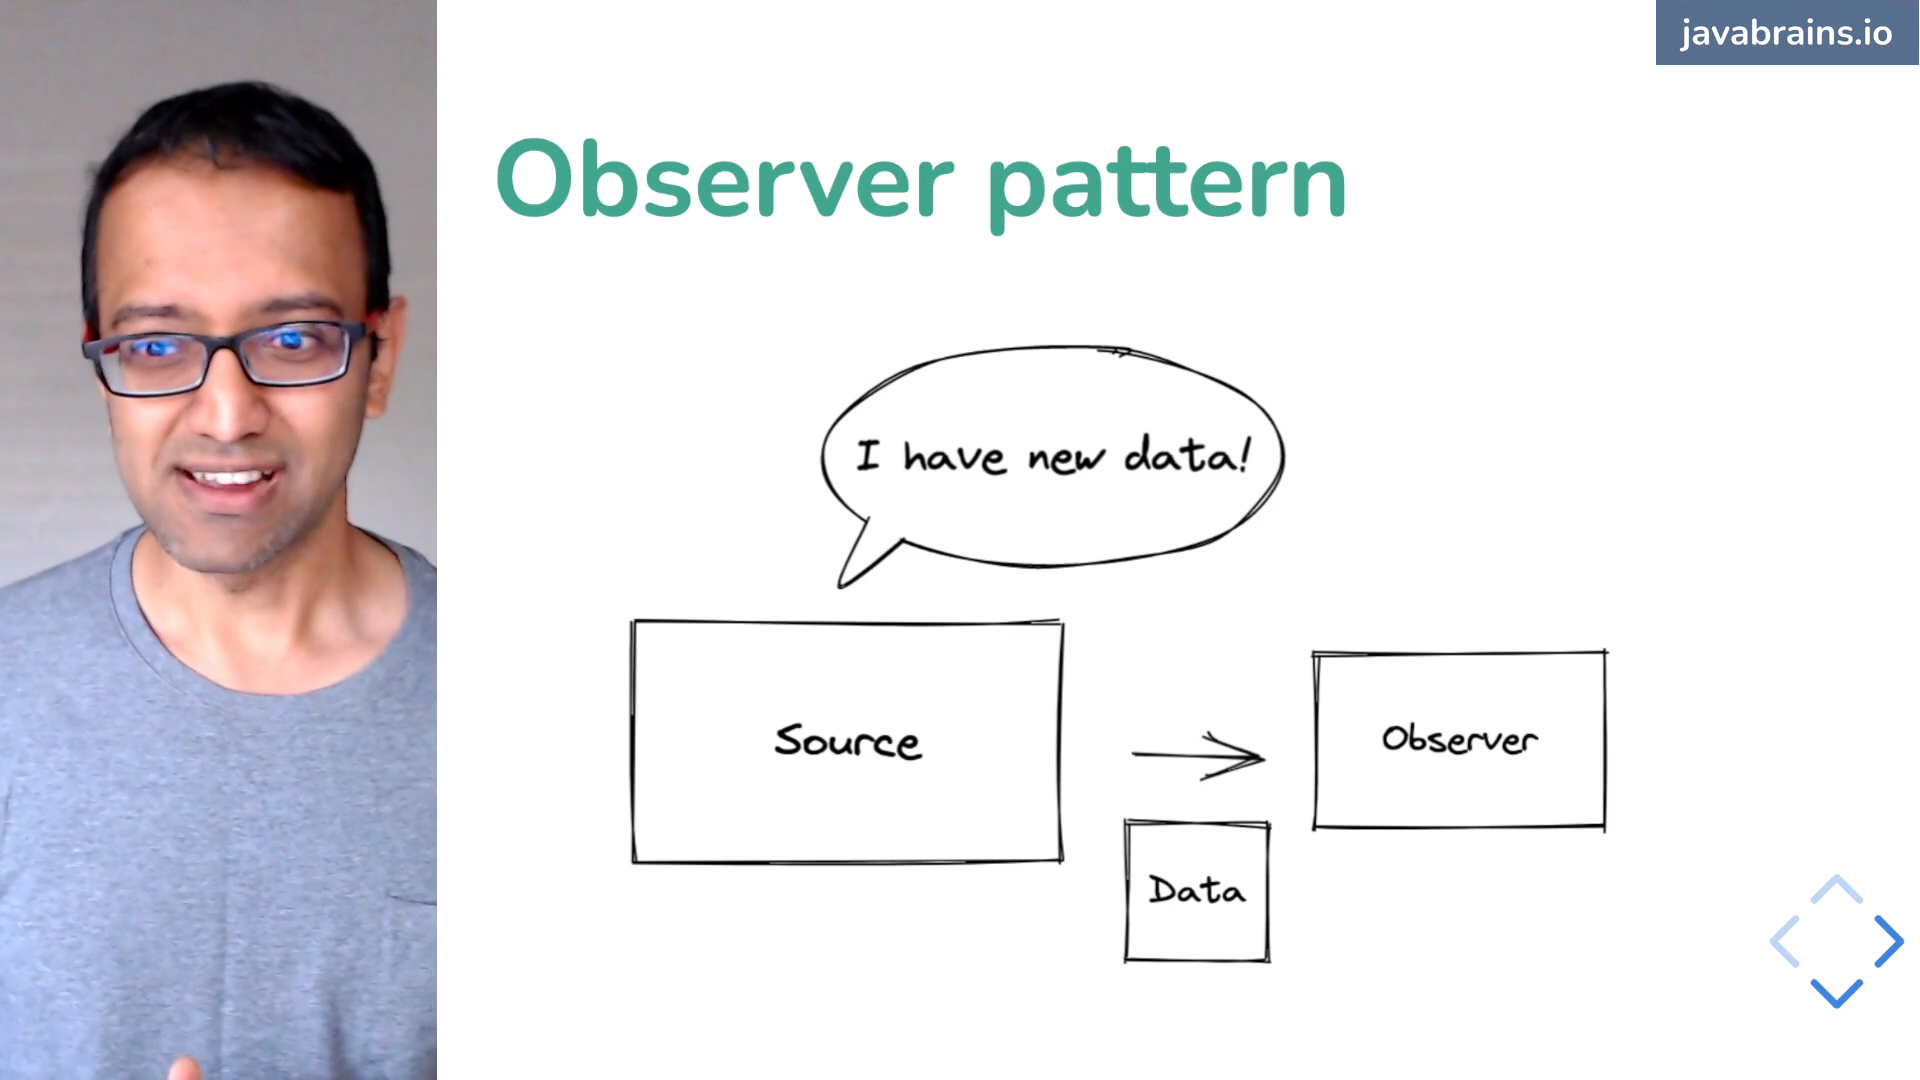 javabrains.io
Observer pattern
I have new data!
Source
Observer
Data